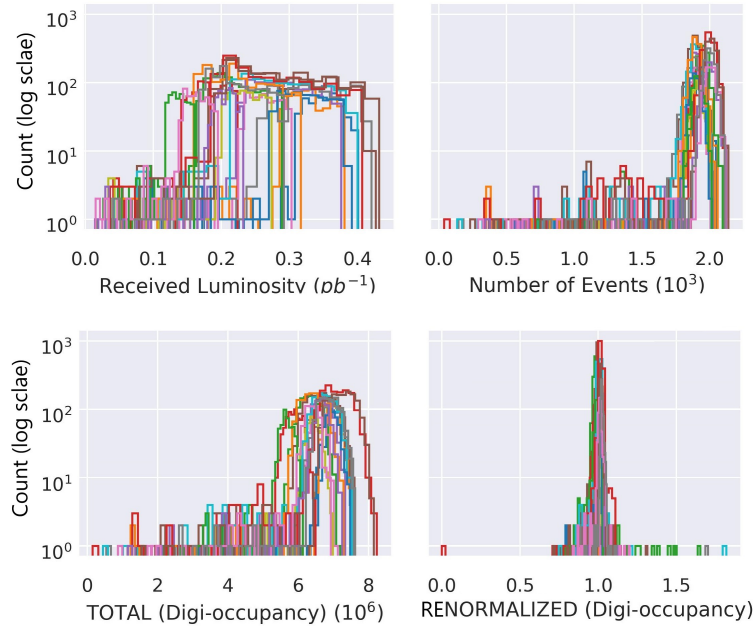 10³
10²
10¹
10⁰
Count (log sclae)
0.0 0.1 0.2 0.3 0.4
0.0 0.5 1.0 1.5 2.0
Received Luminosity (pb⁻¹)
Number of Events (10³)
10³
10²
10¹
10⁰
Count (log sclae)
0 2 4 6 8
0.0 0.5 1.0 1.5
TOTAL (Digi-occupancy) (10⁶)
RENORMALIZED (Digi-occupancy)